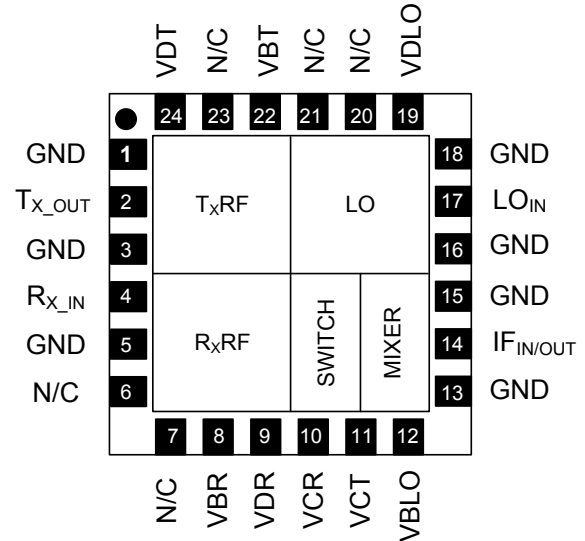 VDT N/C VBT N/C N/C VDLO
24 23 22 21 20 19
GND 1 18 GND
TX_OUT 2 TXRF LO 17 LOIN
GND 3 16 GND
RX_IN 4 15 GND
GND 5 RXRF SWITCH MIXER 14 IFIN/OUT
N/C 6 13 GND
7 8 9 10 11 12
N/C VBR VDR VCR VCT VBLO